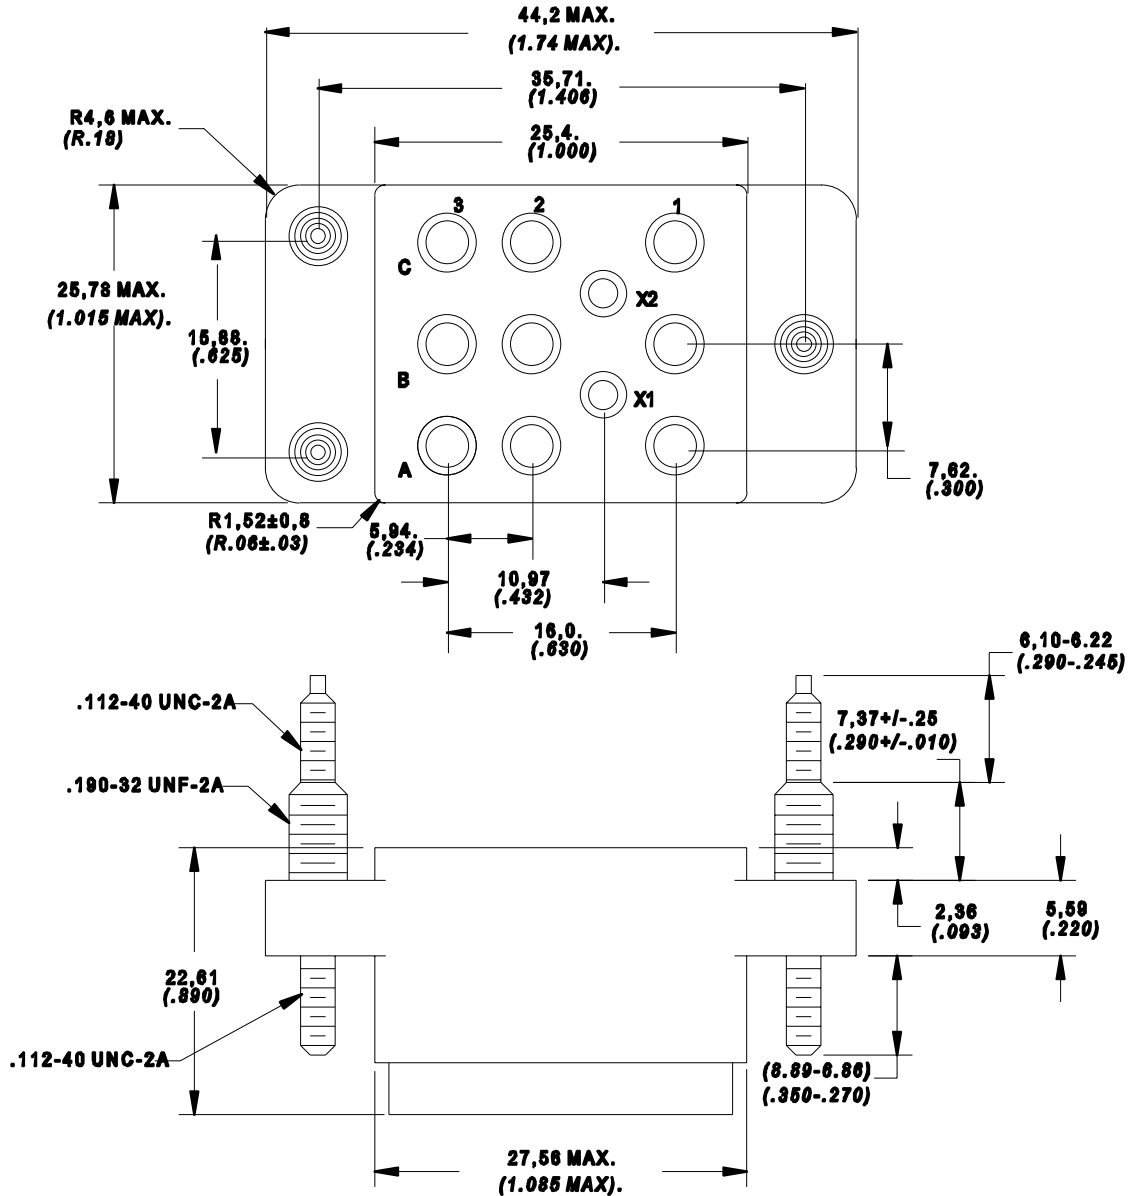 44,2 MAX.
(1.74 MAX).
35,71.
(1.406)
R4,6 MAX.
(R.18)
25,4.
(1.000)
3 2 1
C
X2
25,78 MAX.
(1.015 MAX).
15,88.
(.625)
B
X1
A
7,62.
(.300)
R1,52±0,8
(R.06±.03)
5,94.
(.234)
10,97
(.432)
16,0.
(.630)
6,10-6.22
(.290-.245)
.112-40 UNC-2A
7,37+/-.25
(.290+/-.010)
.190-32 UNF-2A
2,36
(.093)
5,59
(.220)
22,61
(.890)
.112-40 UNC-2A
(8.89-6.86)
(.350-.270)
27,56 MAX.
(1.085 MAX).